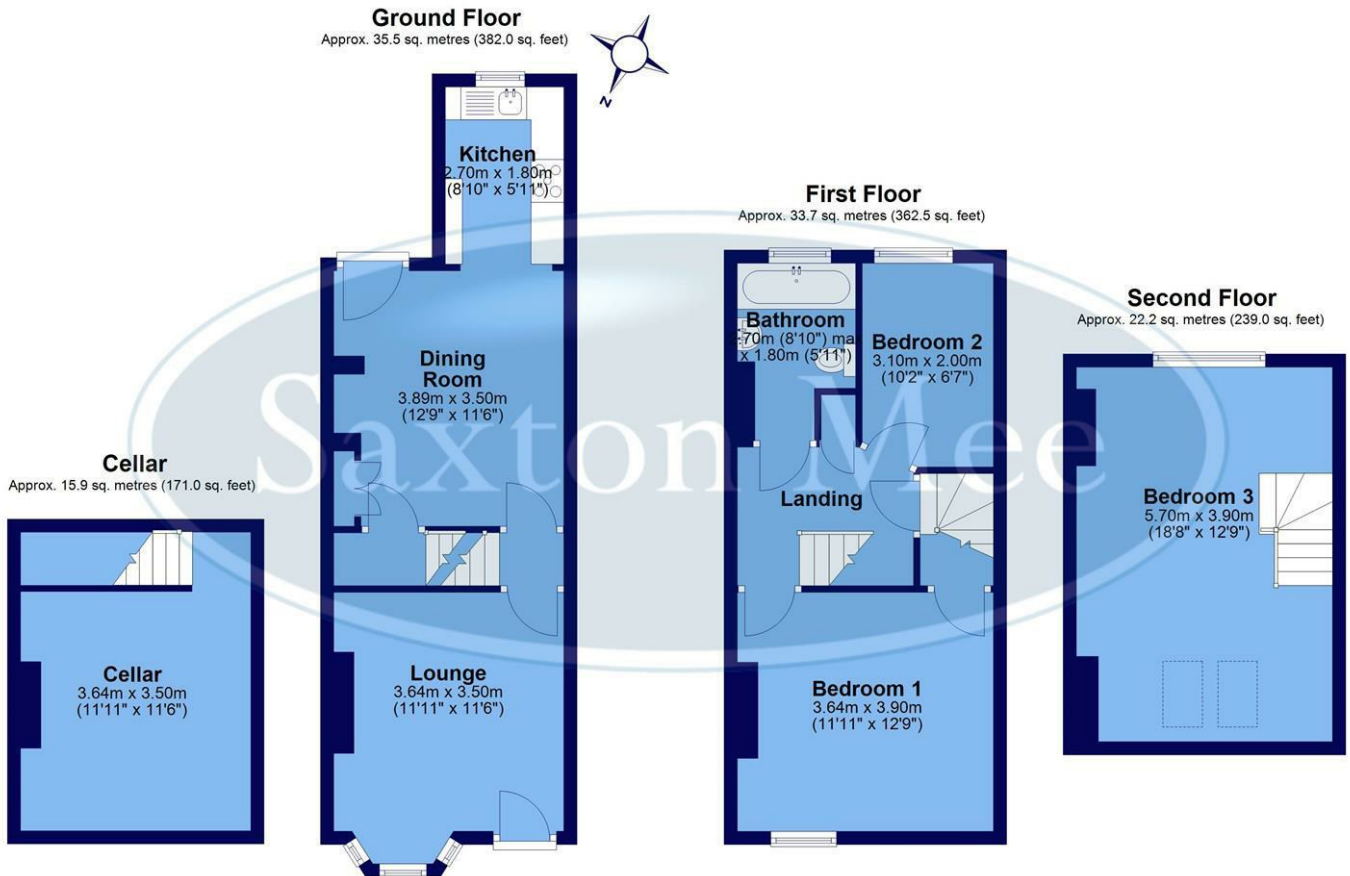 Ground Floor
Approx. 35.5 sq. metres (382.0 sq. feet)
N
Kitchen
2.70m x 1.80m
(8'10" x 5'11")
Dining
Room
3.89m x 3.50m
(12'9" x 11'6")
Lounge
3.64m x 3.50m
(11'11" x 11'6")
First Floor
Approx. 33.7 sq. metres (362.5 sq. feet)
Bathroom
.70m (8'10") ma
x 1.80m (5'11")
Bedroom 2
3.10m x 2.00m
(10'2" x 6'7")
Landing
Bedroom 1
3.64m x 3.90m
(11'11" x 12'9")
Second Floor
Approx. 22.2 sq. metres (239.0 sq. feet)
Bedroom 3
5.70m x 3.90m
(18'8" x 12'9")
Cellar
Approx. 15.9 sq. metres (171.0 sq. feet)
Cellar
3.64m x 3.50m
(11'11" x 11'6")
Saxton Mee